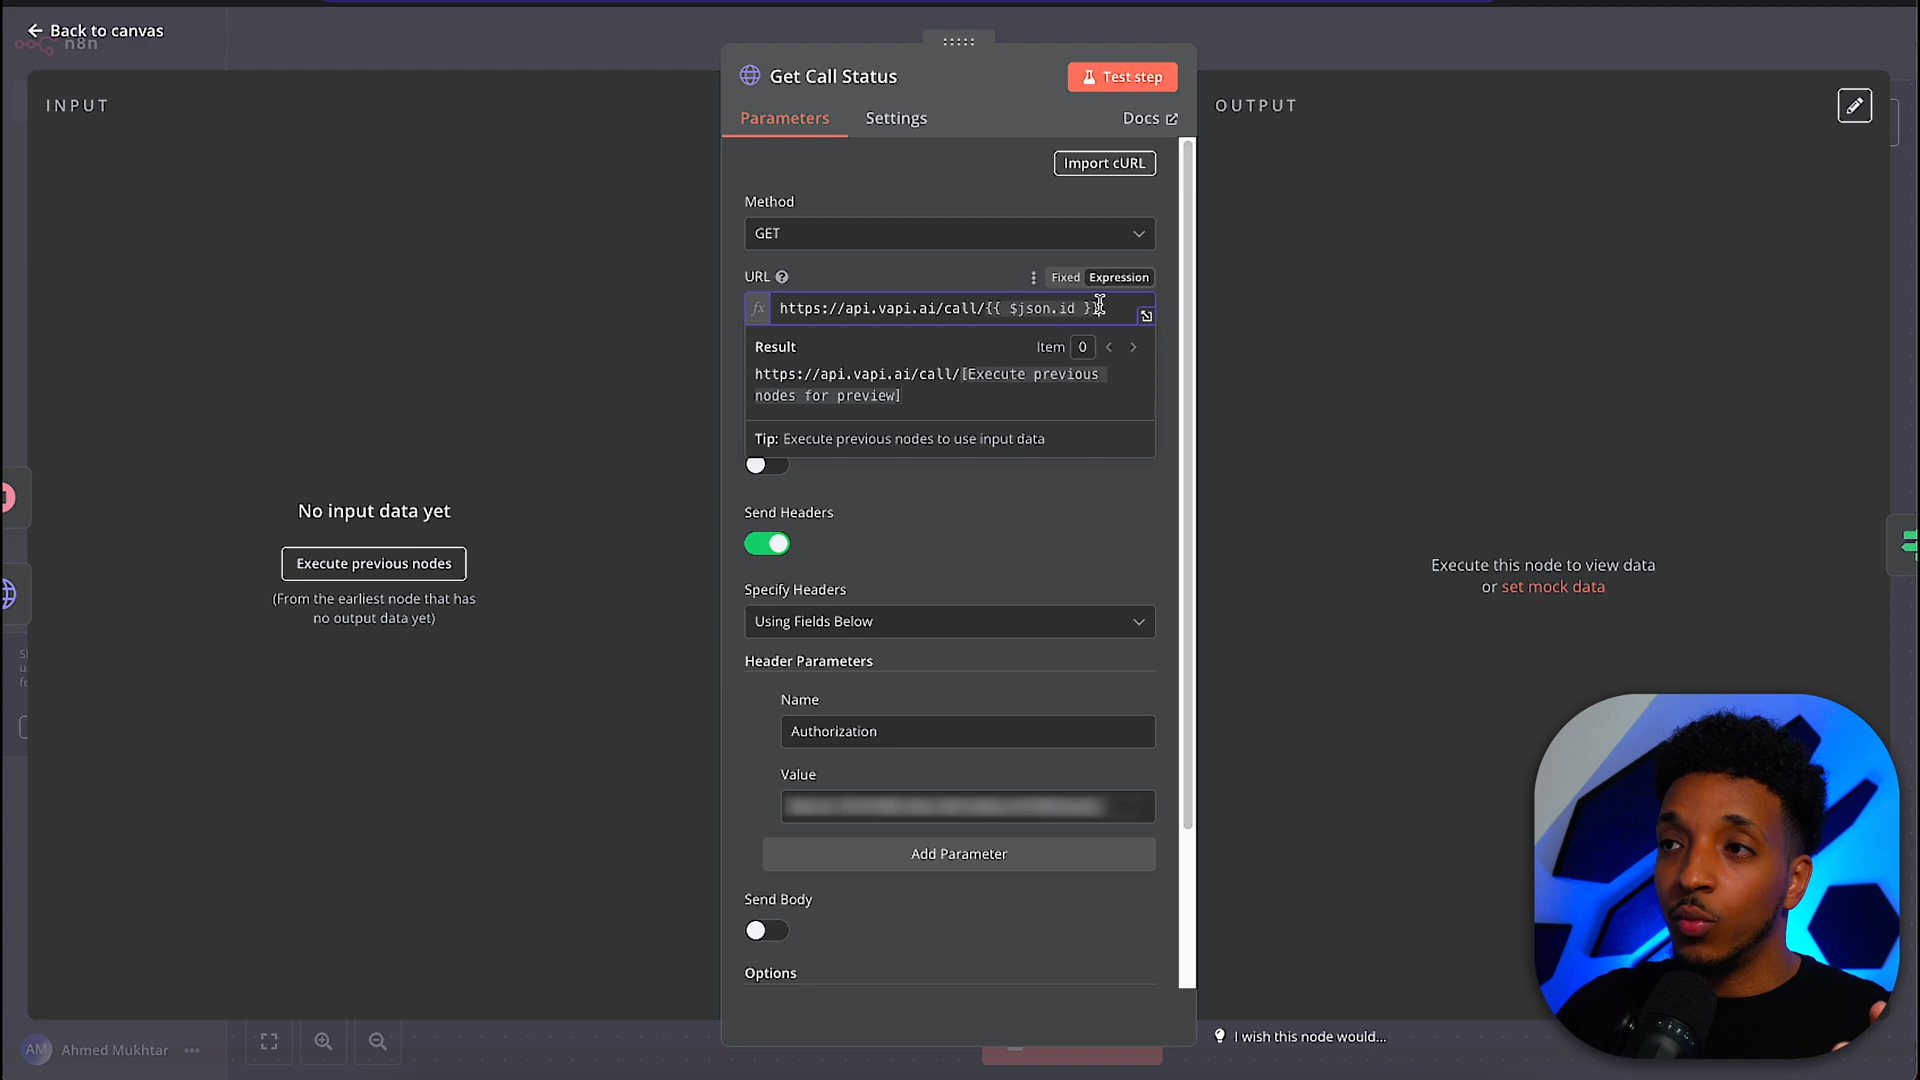 Back to canvas
n8n
INPUT
Get Call Status
Test step
OUTPUT
Parameters
Settings
Docs
Import cURL
Method
GET
URL
Fixed
Expression
fx
https://api.vapi.ai/call/{{ $json.id }}
Result
Item 0
https://api.vapi.ai/call/[Execute previous
nodes for preview]
Tip: Execute previous nodes to use input data
Send Headers
No input data yet
Execute previous nodes
(From the earliest node that has
no output data yet)
Execute this node to view data
or set mock data
Specify Headers
Using Fields Below
Header Parameters
Name
Authorization
Value
Add Parameter
Send Body
Options
I wish this node would...
AM
Ahmed Mukhtar